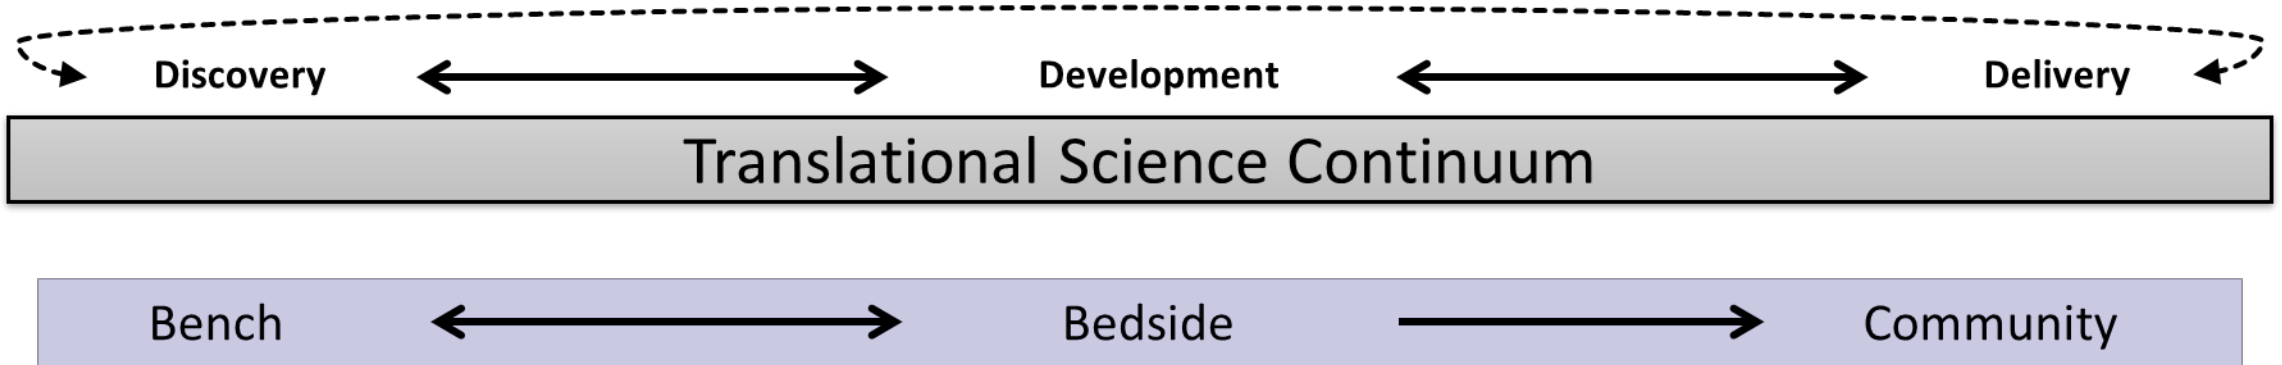 Discovery Development Delivery
Translational Science Continuum
Bench Bedside Community